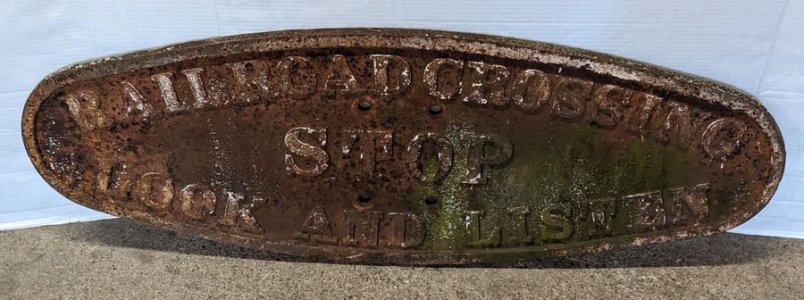 RAILROAD CROSSING
STOP
LOOK AND LISTEN